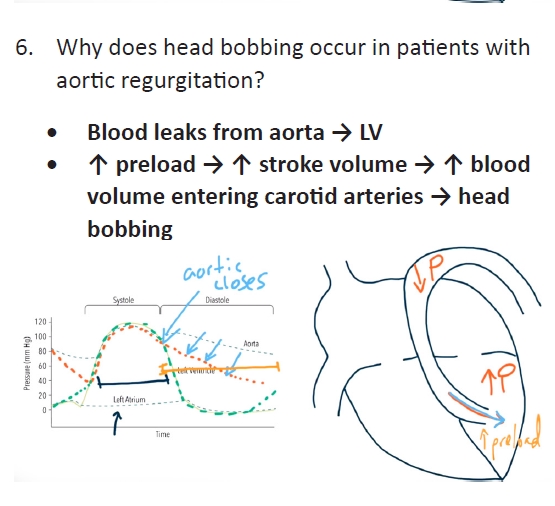 6. Why does head bobbing occur in patients with
aortic regurgitation?
• Blood leaks from aorta → LV
• ↑ preload → ↑ stroke volume → ↑ blood
volume entering carotid arteries → head
bobbing
aortic
closes
Systole
Diastole
Pressure (mm Hg)
120
100
80
60
40
20
0
Aorta
Left Ventricle
Left Atrium
Time
↓P
↑P
↑preload